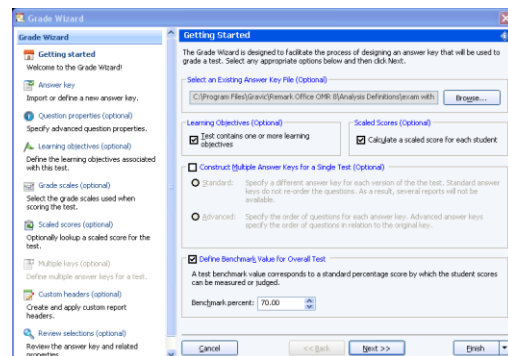 Grade Wizard
Grade Wizard
Getting started
Welcome to the Grade Wizard!
Answer key
Import or define a new answer key.
Question properties (optional)
Specify advanced question properties.
Learning objectives (optional)
Define the learning objectives associated
with this test.
Grade scales (optional)
Select the grade scales used when
scoring the test.
Scaled scores (optional)
Optionally lookup a scaled score for the
test.
Multiple keys (optional)
Define multiple answer keys for a test.
Custom headers (optional)
Create and apply custom report
headers.
Review selections (optional)
Review the answer key and related
properties.
Getting Started
The Grade Wizard is designed to facilitate the process of designing an answer key that will be used to
grade a test. Select any appropriate options below and then click Next.
Select an Existing Answer Key File (Optional)
C:\Program Files\Gravic\Remark Office OMR 8\Analysis Definitions\exam with
Browse...
Learning Objectives (Optional)
Test contains one or more learning
objectives
Scaled Scores (Optional)
Calculate a scaled score for each student
Construct Multiple Answer Keys for a Single Test (Optional)
Standard: Specify a different answer key for each version of the the test. Standard answer
keys do not re-order the questions. As a result, several reports will not be
available.
Advanced: Specify the order of questions for each answer key. Advanced answer keys
specify the order of questions in relation to the original key.
Define Benchmark Value for Overall Test
A test benchmark value corresponds to a standard percentage score by which the student scores
can be measured or judged.
Benchmark percent: 70.00
Cancel
<< Back
Next >>
Finish